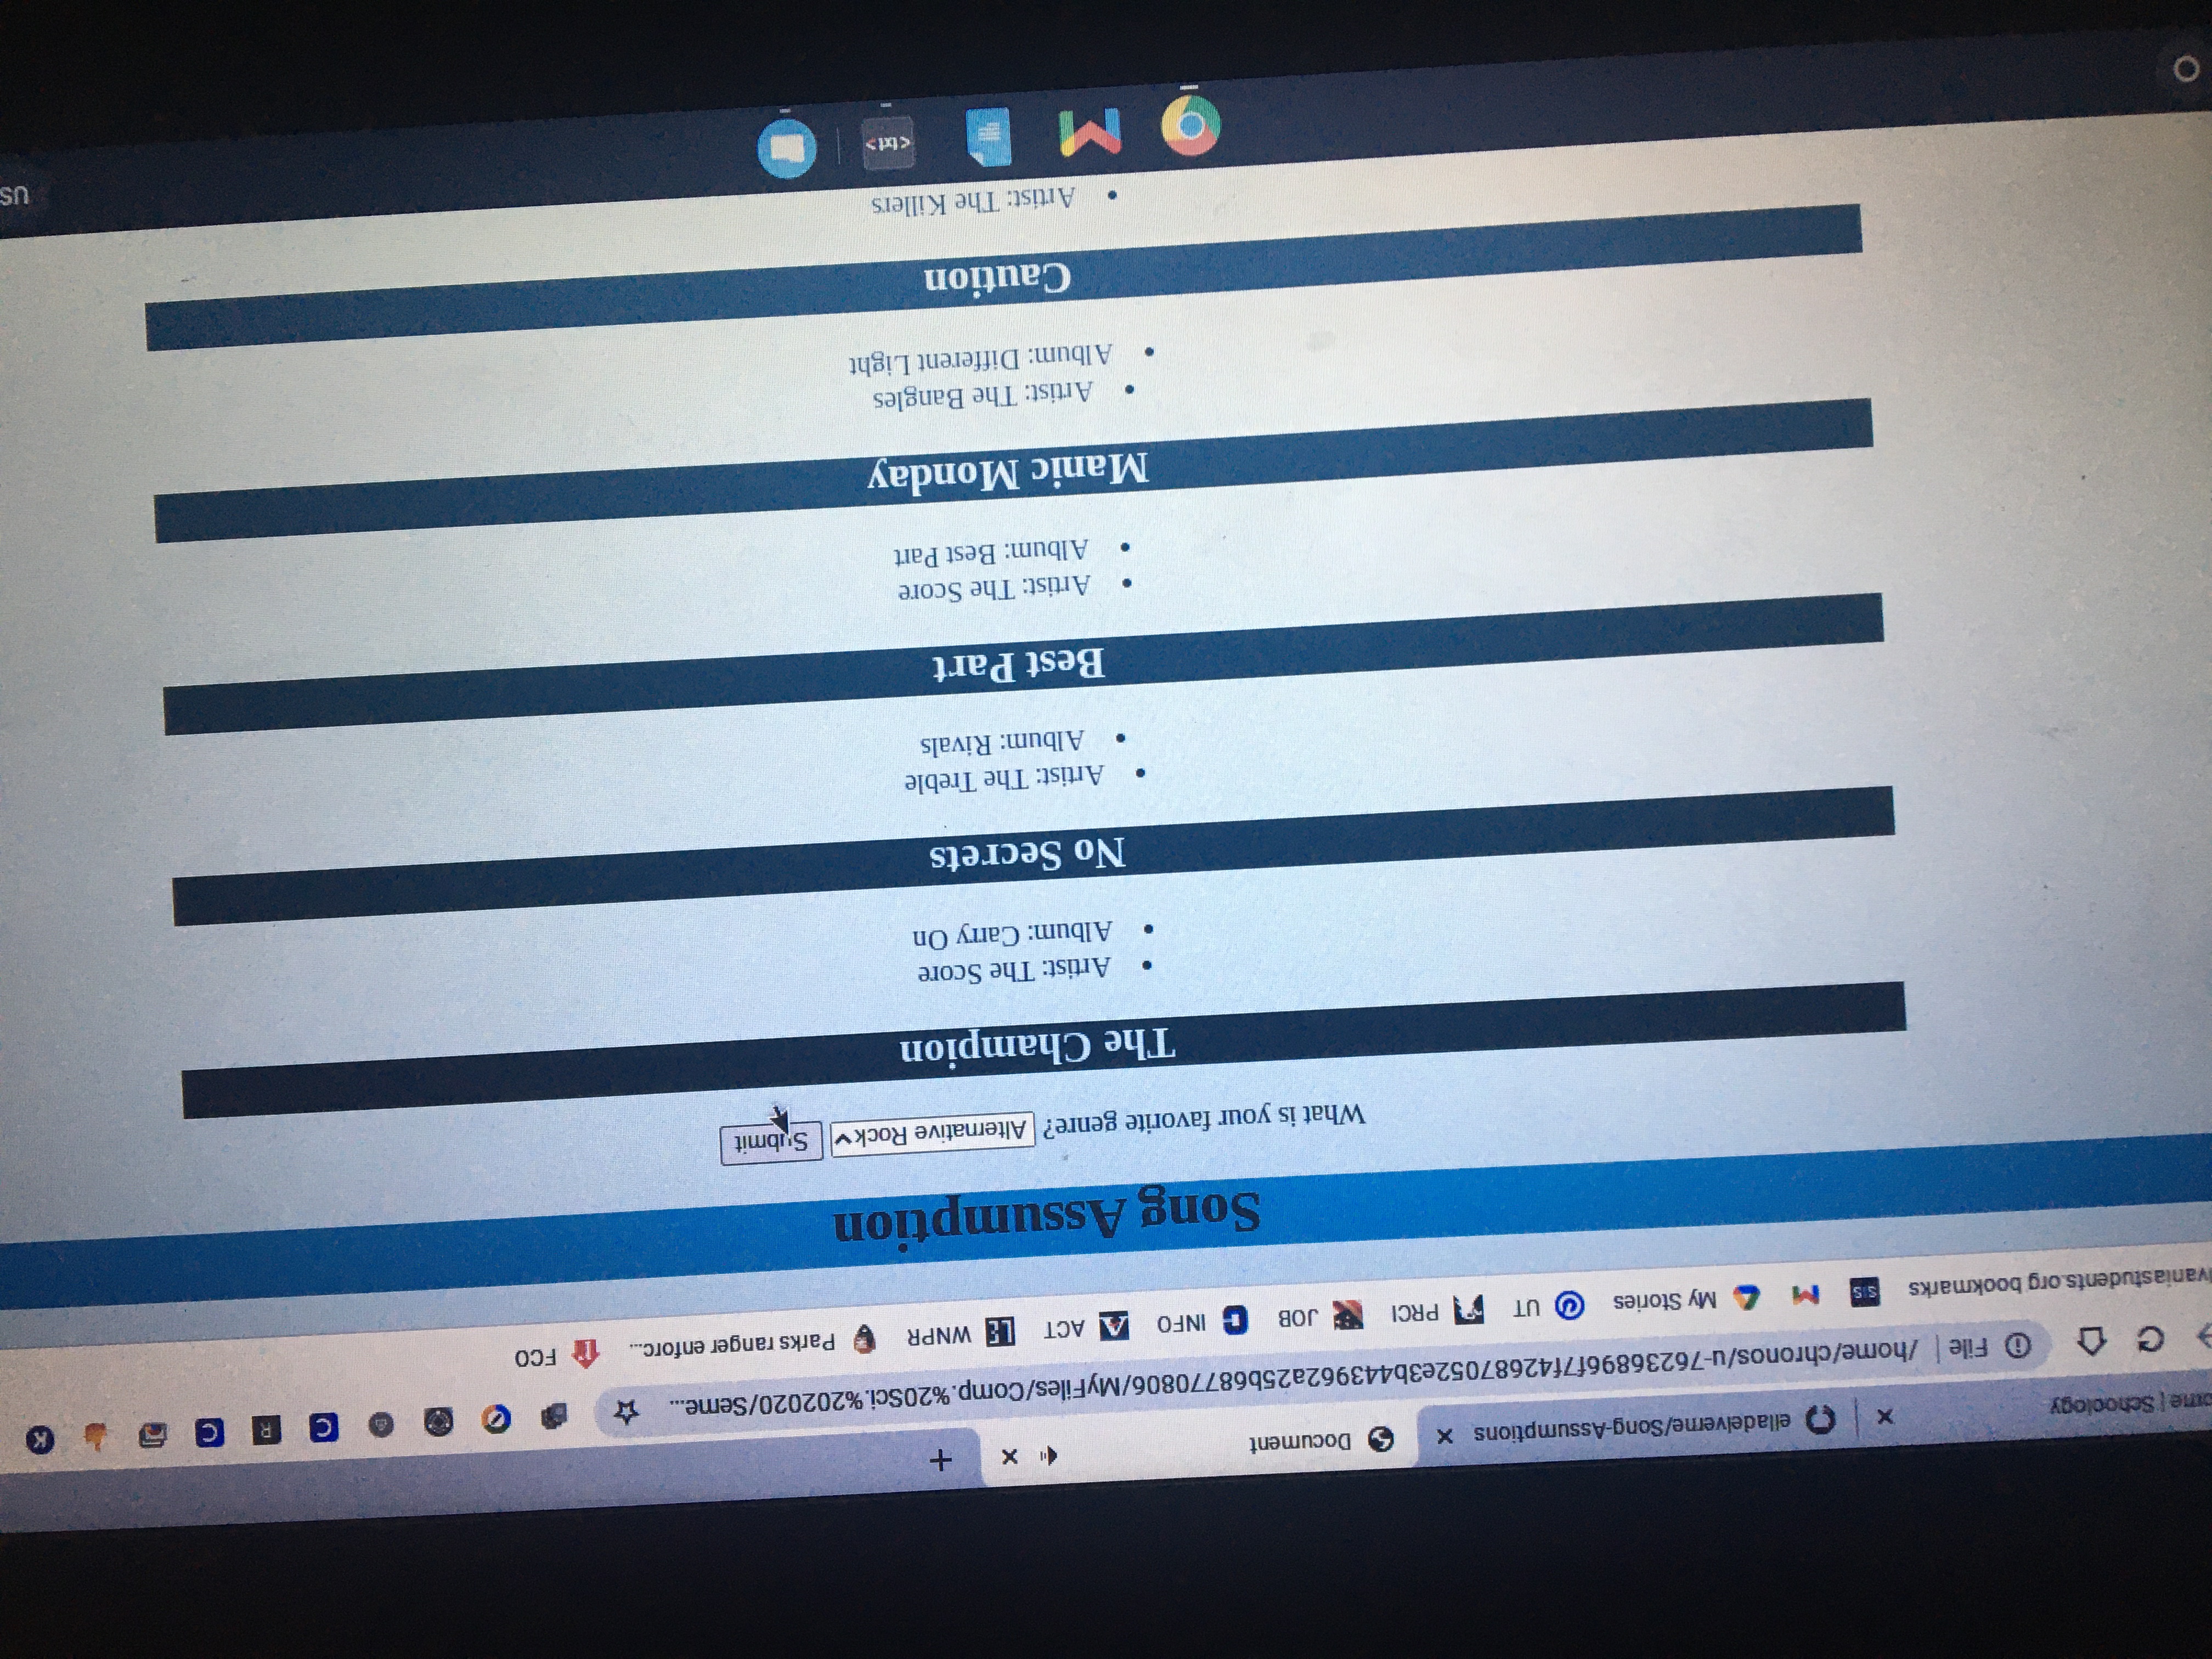 ome | Schoology
elladelverne/Song-Assumptions
Document
File | /home/chronos/u-76236896f7f42687052e3b443962a25b68770806/MyFiles/Comp.%20Sci.%202020/Seme...
C
R
C
K
lvaniastudents.org bookmarks
SIS
My Stories
UT
PRCI
JOB
INFO
ACT
LE
WNPR
Parks ranger enforc...
FCO
Song Assumption
What is your favorite genre? Alternative Rock Submit
The Champion
• Artist: The Score
• Album: Carry On
No Secrets
• Artist: The Treble
• Album: Rivals
Best Part
• Artist: The Score
• Album: Best Part
Manic Monday
• Artist: The Bangles
• Album: Different Light
Caution
• Artist: The Killers
<txt>
US